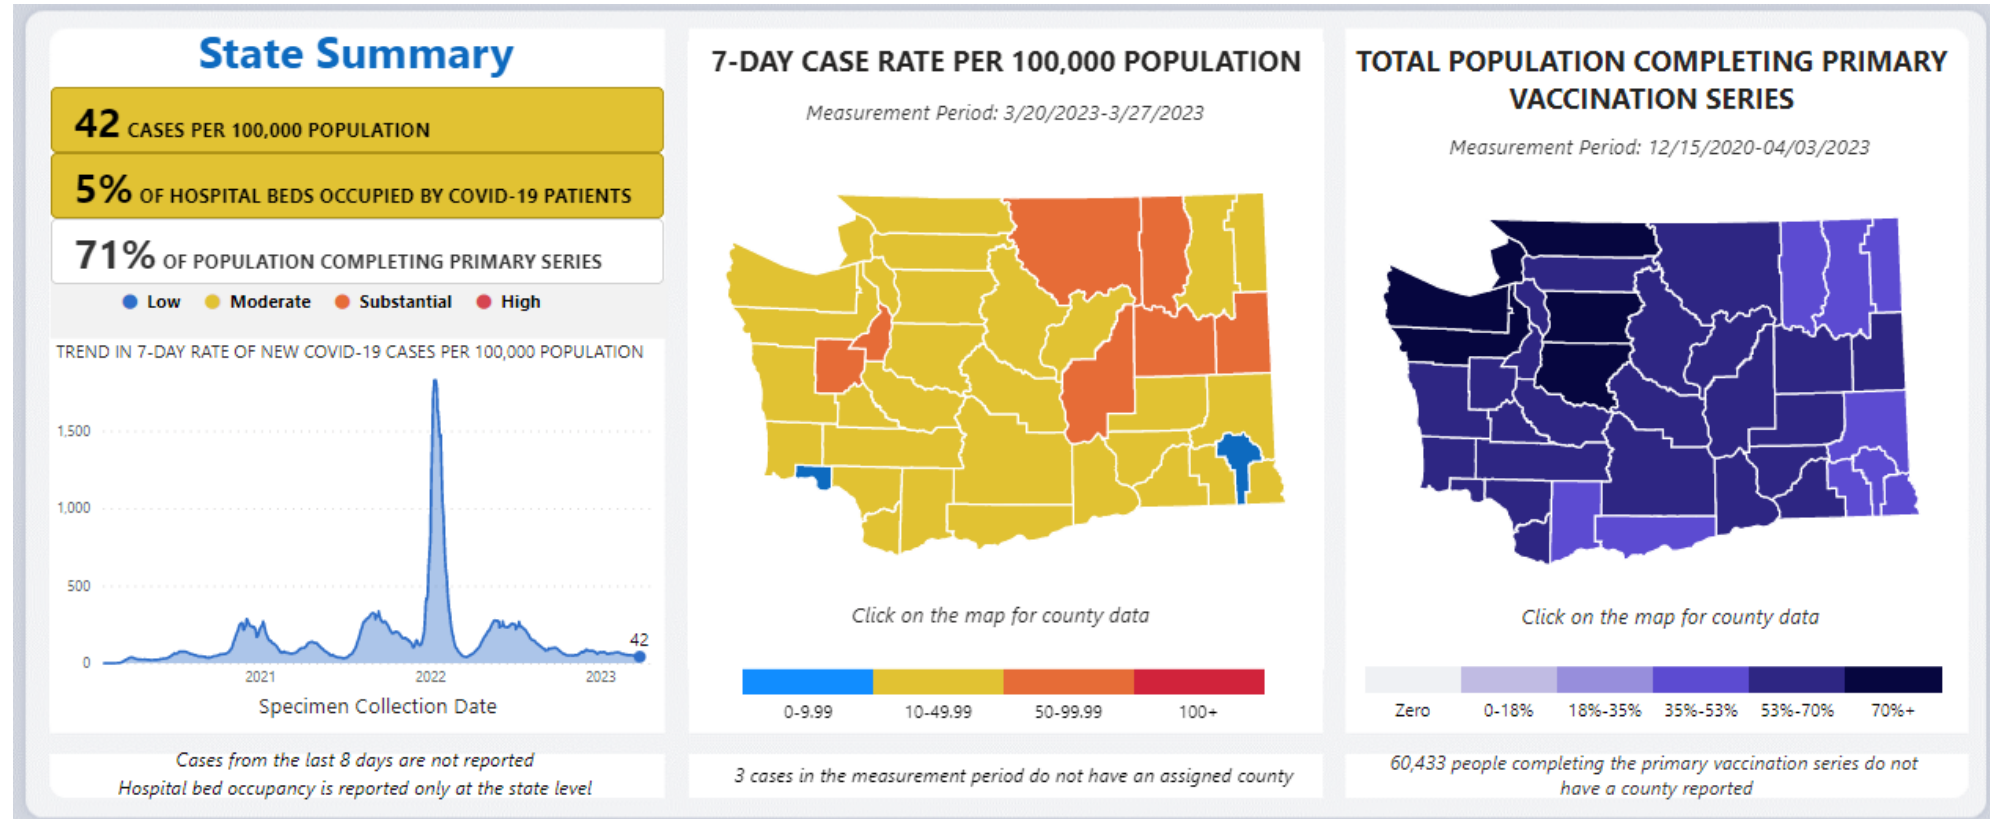 State Summary
42 CASES PER 100,000 POPULATION
5% OF HOSPITAL BEDS OCCUPIED BY COVID-19 PATIENTS
71% OF POPULATION COMPLETING PRIMARY SERIES
Low Moderate Substantial High
TREND IN 7-DAY RATE OF NEW COVID-19 CASES PER 100,000 POPULATION
1,500
1,000
500
0
42
2021 2022 2023
Specimen Collection Date
Cases from the last 8 days are not reported
Hospital bed occupancy is reported only at the state level
7-DAY CASE RATE PER 100,000 POPULATION
Measurement Period: 3/20/2023-3/27/2023
Click on the map for county data
0-9.99 10-49.99 50-99.99 100+
3 cases in the measurement period do not have an assigned county
TOTAL POPULATION COMPLETING PRIMARY
VACCINATION SERIES
Measurement Period: 12/15/2020-04/03/2023
Click on the map for county data
Zero 0-18% 18%-35% 35%-53% 53%-70% 70%+
60,433 people completing the primary vaccination series do not
have a county reported